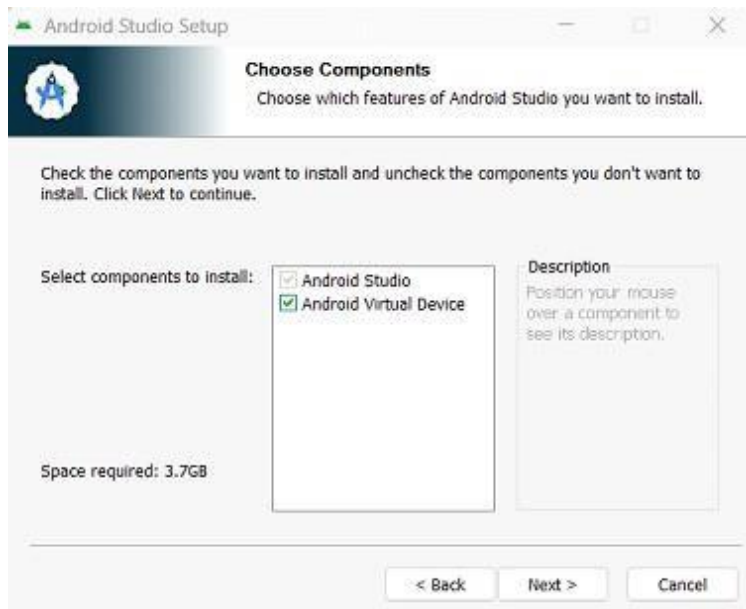 Android Studio Setup
Choose Components
Choose which features of Android Studio you want to install.
Check the components you want to install and uncheck the components you don't want to
install. Click Next to continue.
Select components to install:
Android Studio
Android Virtual Device
Description
Position your mouse
over a component to
see its description.
Space required: 3.7GB
< Back
Next >
Cancel